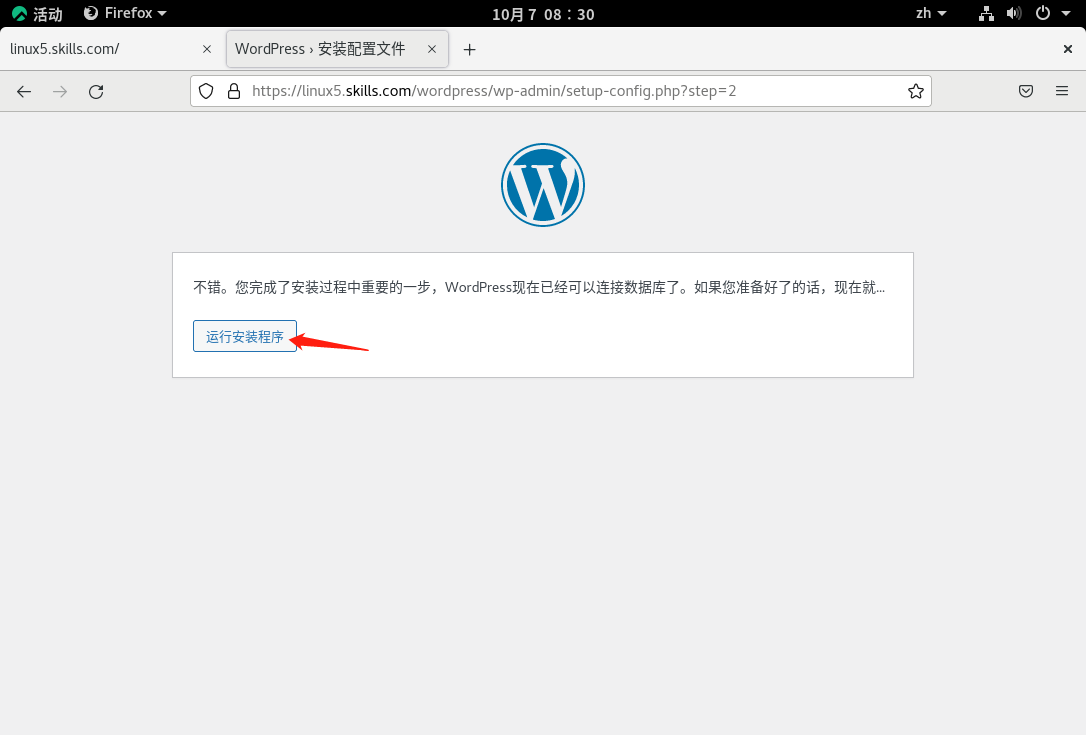 活动 Firefox 10月 7 08：30 zh
linux5.skills.com/ WordPress › 安装配置文件
https://linux5.skills.com/wordpress/wp-admin/setup-config.php?step=2
不错。您完成了安装过程中重要的一步，WordPress现在已经可以连接数据库了。如果您准备好了的话，现在就...
运行安装程序